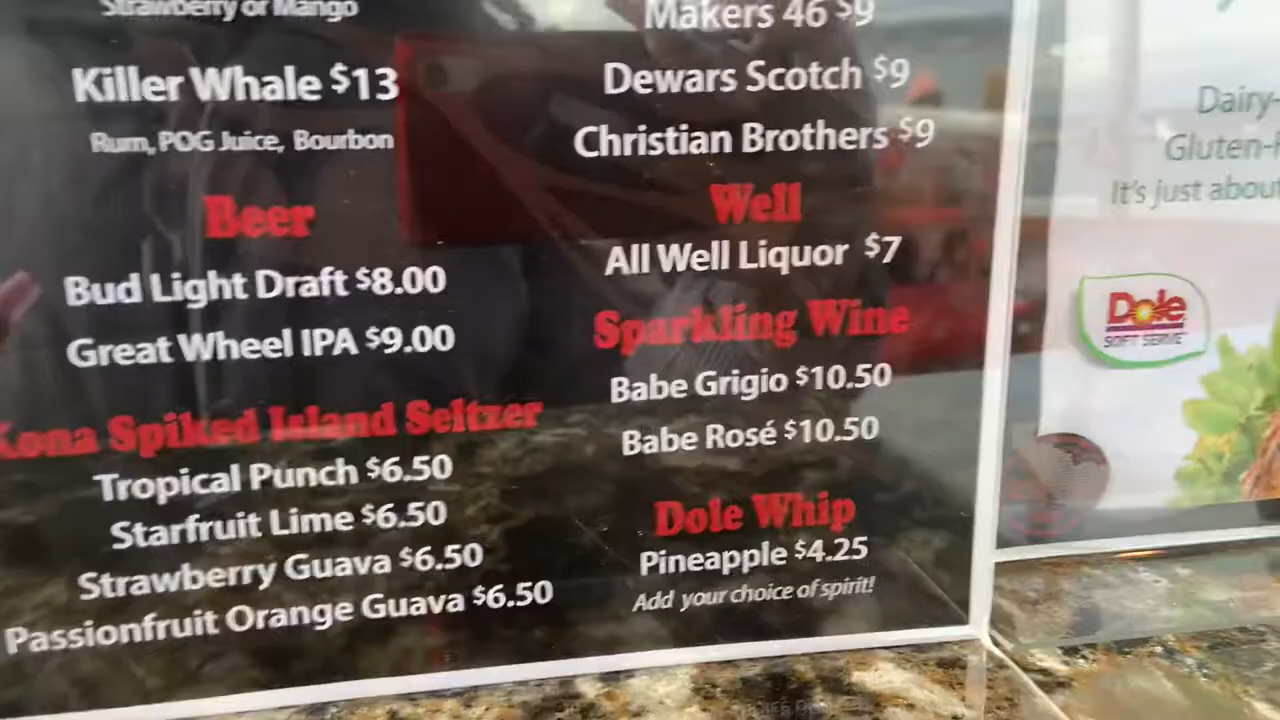 Strawberry or Mango
Killer Whale $13
Rum, POG Juice, Bourbon
Beer
Bud Light Draft $8.00
Great Wheel IPA $9.00
Kona Spiked Island Seltzer
Tropical Punch $6.50
Starfruit Lime $6.50
Strawberry Guava $6.50
Passionfruit Orange Guava $6.50
Makers 46 $9
Dewars Scotch $9
Christian Brothers $9
Well
All Well Liquor $7
Sparkling Wine
Babe Grigio $10.50
Babe Rosé $10.50
Dole Whip
Pineapple $4.25
Add your choice of spirit!
Dairy-
Gluten-
It's just about
Dole
SOFT SERVE